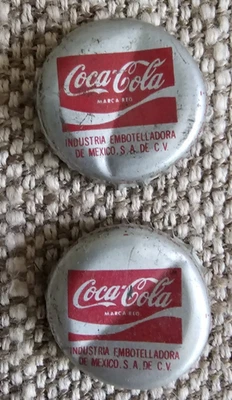 Coca-Cola
MARCA REG.
INDUSTRIA EMBOTELLADORA
DE MEXICO, S.A. DE C.V.
Coca-Cola
MARCA REG.
INDUSTRIA EMBOTELLADORA
DE MEXICO, S.A. DE C.V.